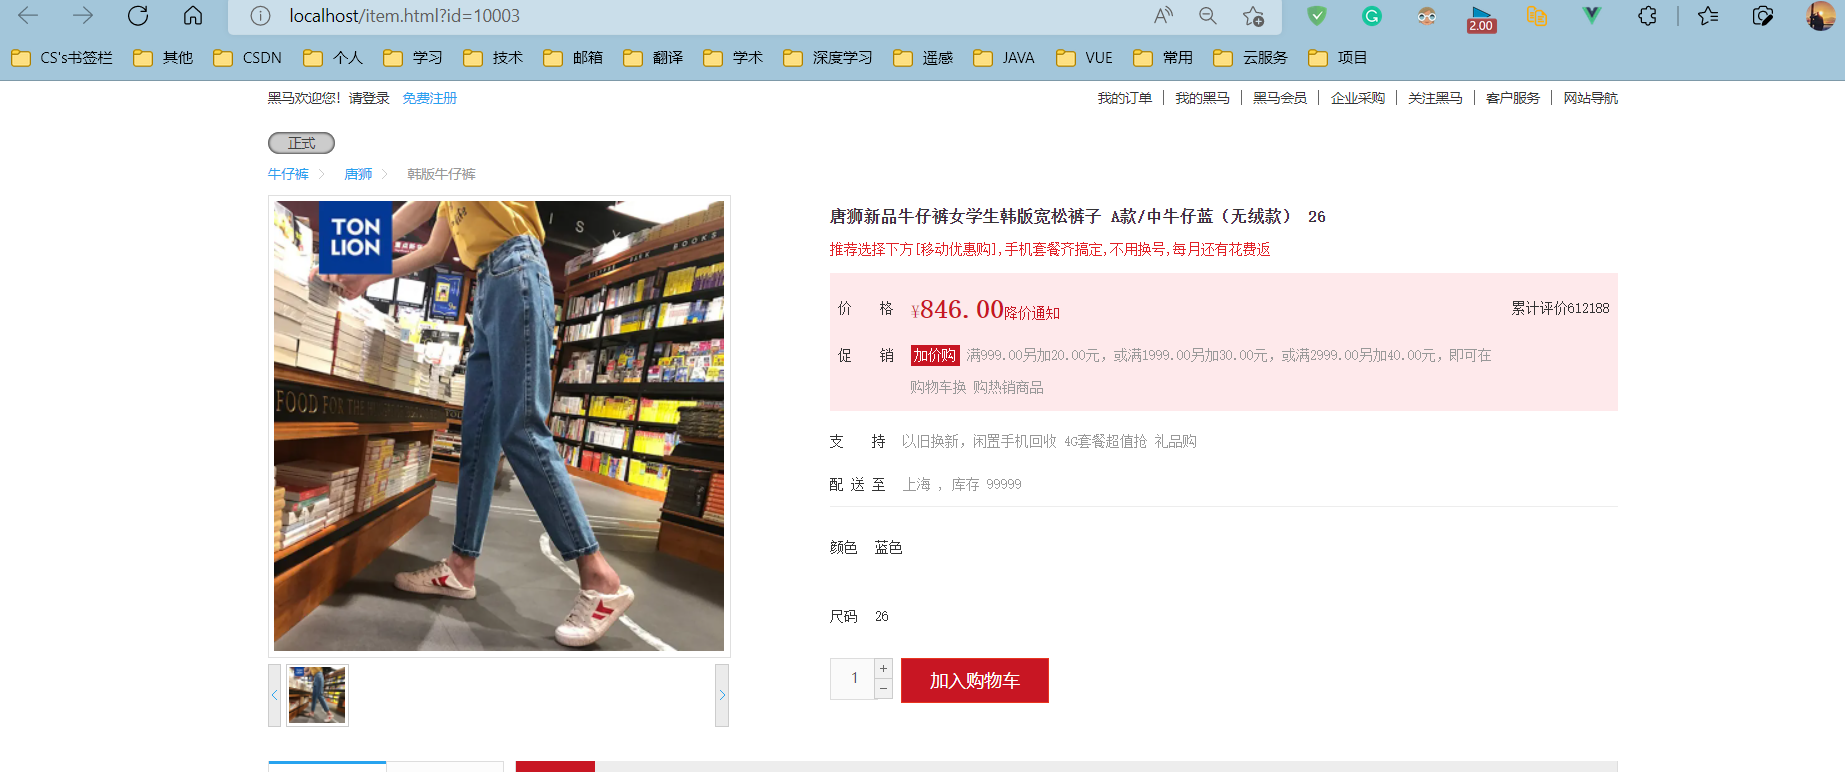 localhost/item.html?id=10003
2.00
CS's书签栏 其他 CSDN 个人 学习 技术 邮箱 翻译 学术 深度学习 遥感 JAVA VUE 常用 云服务 项目
黑马欢迎您！请登录 免费注册
我的订单 我的黑马 黑马会员 企业采购 关注黑马 客户服务 网站导航
正式
牛仔裤 唐狮 韩版牛仔裤
TON
LION
BOOKS
FOOD FOR THE
唐狮新品牛仔裤女学生韩版宽松裤子 A款/中牛仔蓝（无绒款） 26
推荐选择下方[移动优惠购],手机套餐齐搞定,不用换号,每月还有花费返
价 格 ¥846.00降价通知 累计评价612188
促 销 加价购 满999.00另加20.00元，或满1999.00另加30.00元，或满2999.00另加40.00元，即可在
购物车换 购热销商品
支 持 以旧换新，闲置手机回收 4G套餐超值抢 礼品购
配 送 至 上海 ，库存 99999
颜色 蓝色
尺码 26
1 + -
加入购物车